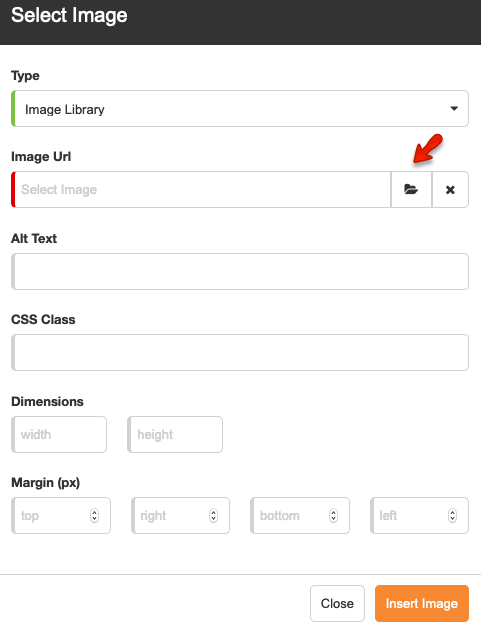 Select Image
Type
Image Library
Image Url
Select Image
Alt Text
CSS Class
Dimensions
width height
Margin (px)
top right bottom left
Close Insert Image